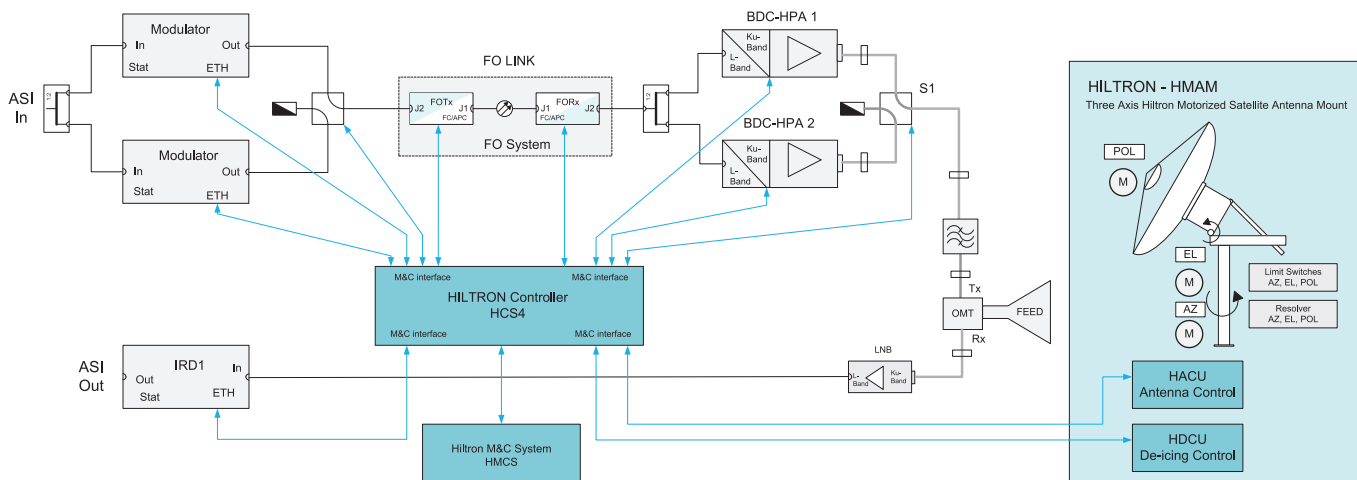 ASI
In
1:2
Modulator
In
Out
Stat
ETH
Modulator
In
Out
Stat
ETH
FO LINK
J2
FOTx
J1
FC/APC
J1
FORx
J2
FC/APC
FO System
1:2
BDC-HPA 1
Ku-
Band
L-
Band
BDC-HPA 2
Ku-
Band
L-
Band
S1
Tx
OMT
FEED
Rx
LNB
L-
Band
Ku-
Band
M&C interface
M&C interface
HILTRON Controller
HCS4
M&C interface
M&C interface
ASI
Out
IRD1
In
Out
Stat
ETH
Hiltron M&C System
HMCS
HILTRON - HMAM
Three Axis Hiltron Motorized Satellite Antenna Mount
POL
M
EL
M
AZ
M
Limit Switches
AZ, EL, POL
Resolver
AZ, EL, POL
HACU
Antenna Control
HDCU
De-icing Control